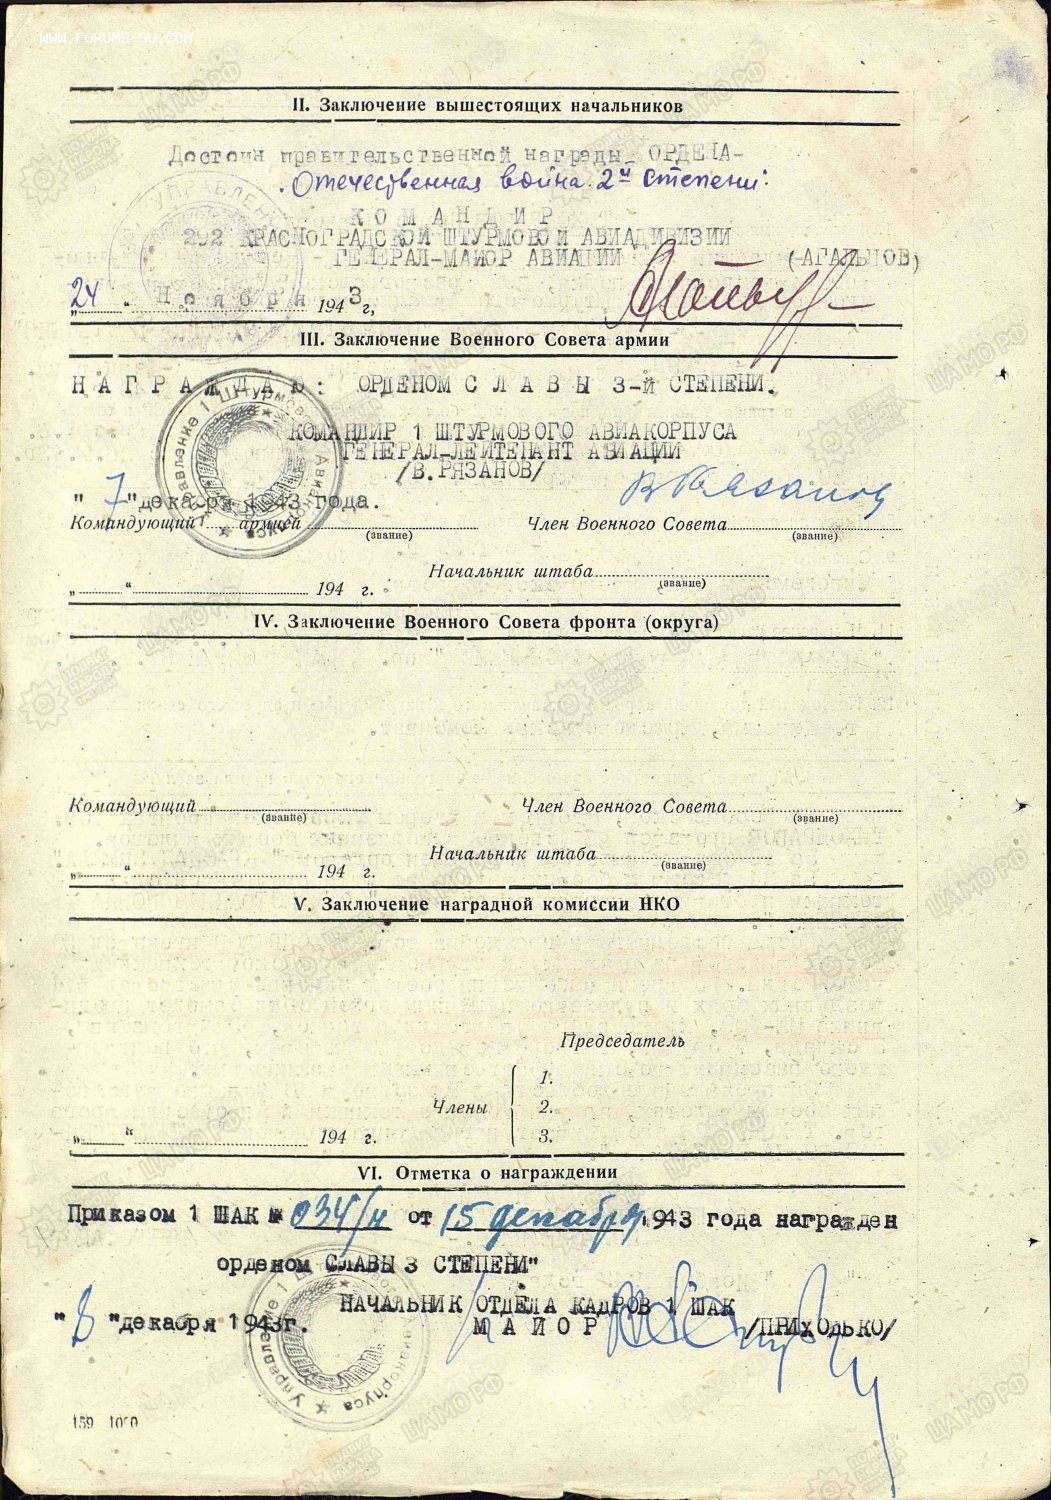 WWW.FORUMS-SU.COM
II. Заключение вышестоящих начальников
Достоин правительственной награды ОРДЕНА-
Отечественная война 2й степени.
КОМАНДИР
292 КРАСНОГРАДСКОЙ ШТУРМОВОЙ АВИАДИВИЗИИ
ГЕНЕРАЛ-МАЙОР АВИАЦИИ (АГАЛЬЦОВ)
„24 " Ноября 1943 г,
III. Заключение Военного Совета армии
НАГРАЖДАЮ: ОРДЕНОМ СЛАВЫ 3-й СТЕПЕНИ.
КОМАНДИР 1 ШТУРМОВОГО АВИАКОРПУСА
ГЕНЕРАЛ-ЛЕЙТЕНАНТ АВИАЦИИ
/В.РЯЗАНОВ/
" 7 "декабря 1943 года.
Командующий армией Член Военного Совета
(звание) (звание)
Начальник штаба
(звание)
„ " 194 г.
IV. Заключение Военного Совета фронта (округа)
Командующий Член Военного Совета
(звание) (звание)
Начальник штаба
(звание)
„ " 194 г.
V. Заключение наградной комиссии НКО
Председатель
1.
Члены 2.
3.
„ " 194 г.
VI. Отметка о награждении
Приказом 1 ШАК № 034/н от 15 декабря 1943 года награжден
орденом СЛАВЫ 3 СТЕПЕНИ"
НАЧАЛЬНИК ОТДЕЛА КАДРОВ 1 ШАК
" 8 "декабря 1943г. МАЙОР /ПРИХОДЬКО/
159 1000